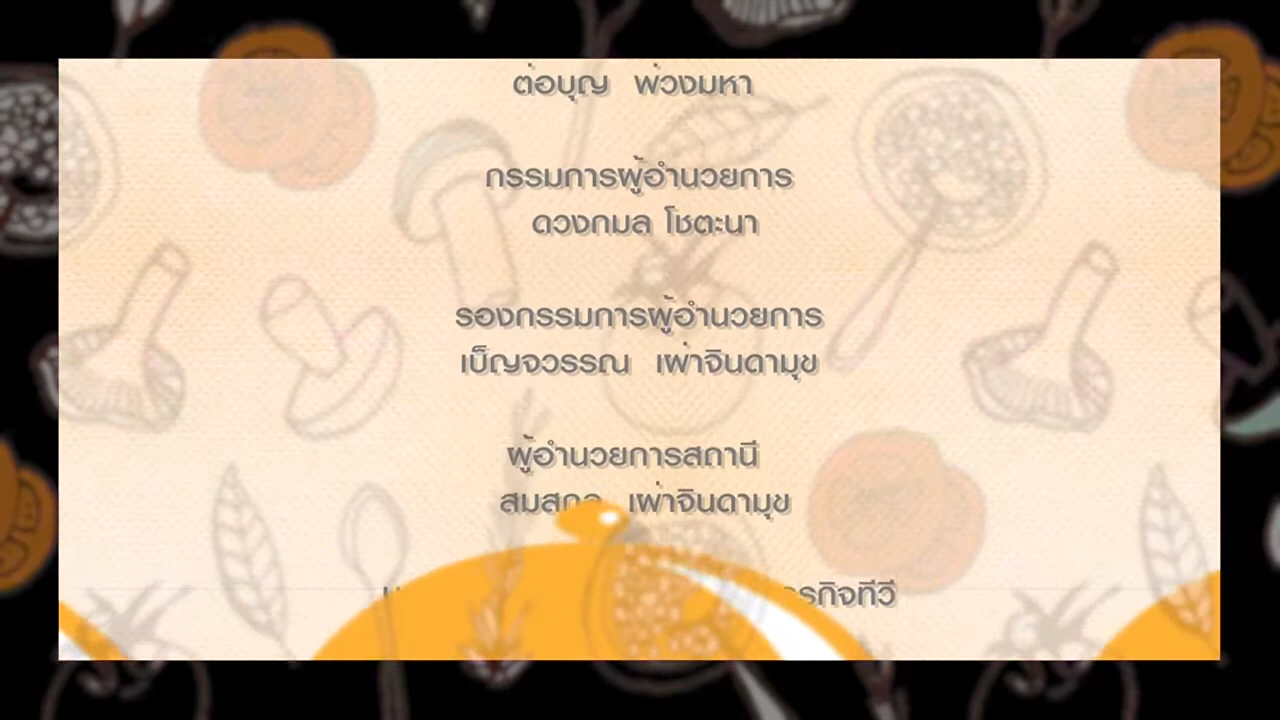 ต่อบุญ พ่วงมหา
กรรมการผู้อำนวยการ
ดวงกมล โชตะนา
รองกรรมการผู้อำนวยการ
เบ็ญจวรรณ เผ่าจินดามุข
ผู้อำนวยการสถานี
เผ่าจินดามุข